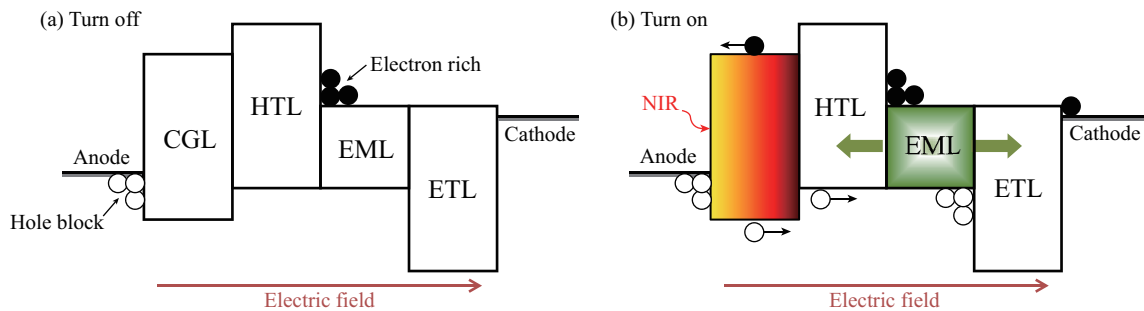 (a) Turn off
Electron rich
HTL
CGL
EML
Cathode
Anode
ETL
Hole block
Electric field
(b) Turn on
NIR
HTL
Cathode
EML
Anode
ETL
Electric field